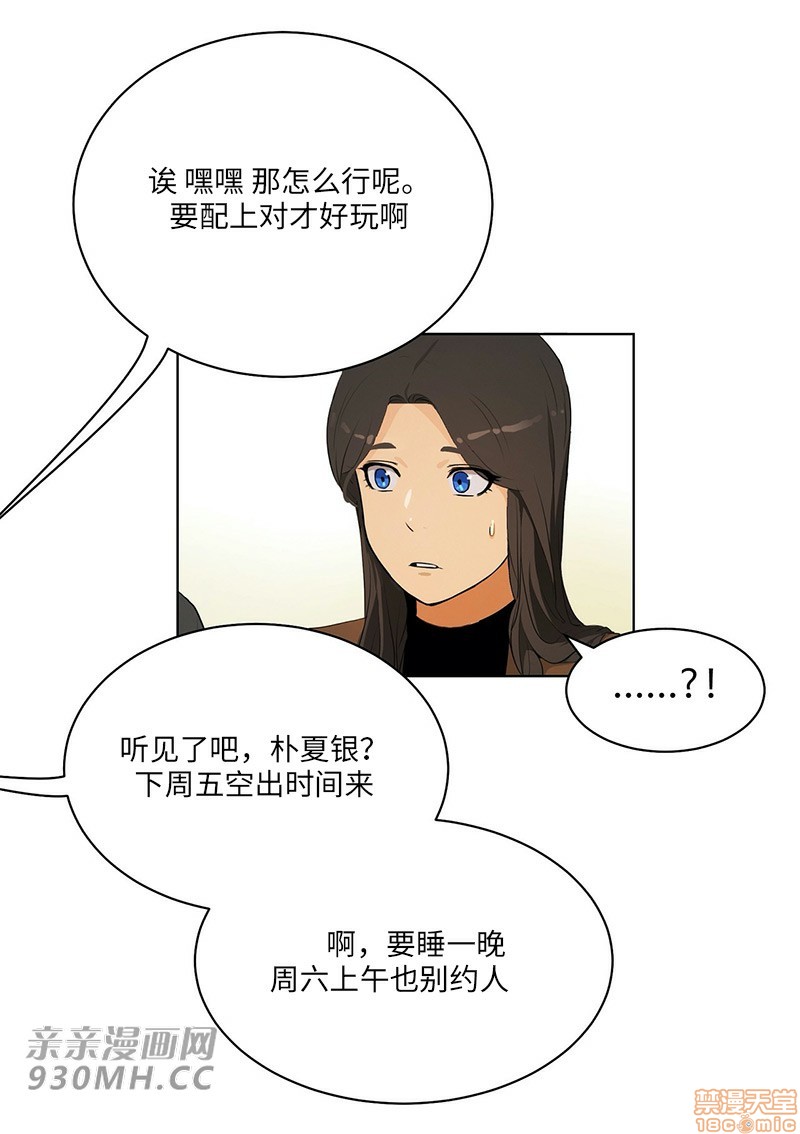 诶 嘿嘿 那怎么行呢。
要配上对才好玩啊
……?!
听见了吧，朴夏银?
下周五空出时间来
啊，要睡一晚
周六上午也别约人
亲亲漫画网
930MH.CC
禁漫天堂
18comic